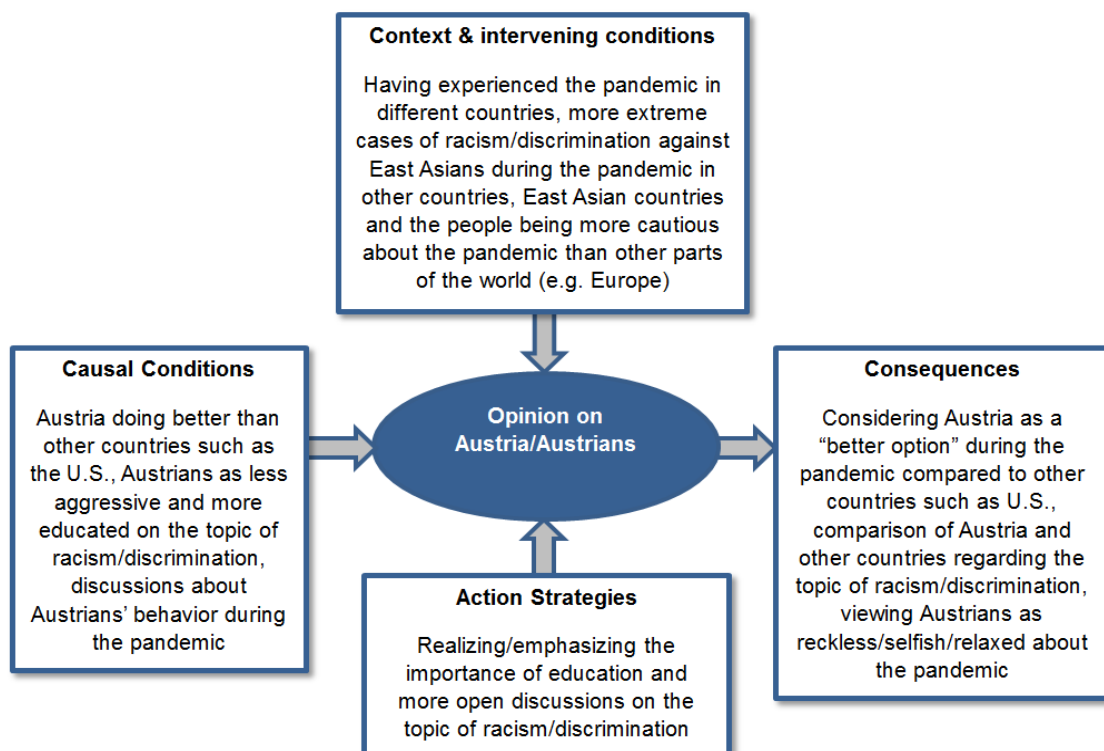 Context & intervening conditions
Having experienced the pandemic in
different countries, more extreme
cases of racism/discrimination against
East Asians during the pandemic in
other countries, East Asian countries
and the people being more cautious
about the pandemic than other parts
of the world (e.g. Europe)
Causal Conditions
Austria doing better than
other countries such as
the U.S., Austrians as less
aggressive and more
educated on the topic of
racism/discrimination,
discussions about
Austrians’ behavior during
the pandemic
Opinion on
Austria/Austrians
Consequences
Considering Austria as a
“better option” during the
pandemic compared to other
countries such as U.S.,
comparison of Austria and
other countries regarding the
topic of racism/discrimination,
viewing Austrians as
reckless/selfish/relaxed about
the pandemic
Action Strategies
Realizing/emphasizing the
importance of education and
more open discussions on the
topic of racism/discrimination